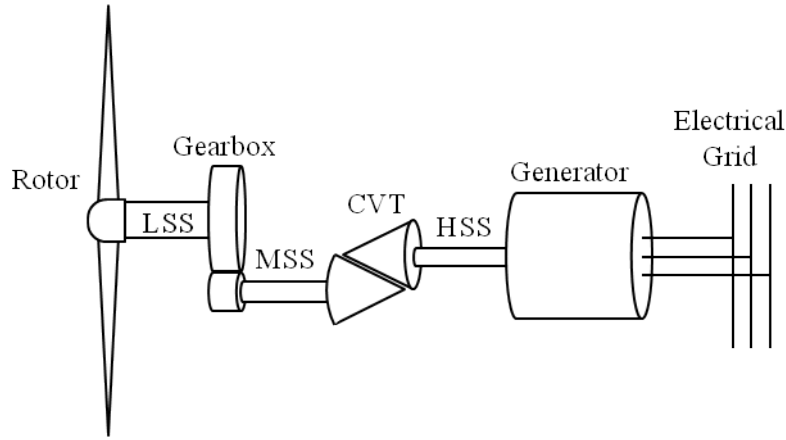 Electrical
Grid
Gearbox
Generator
Rotor
CVT
LSS
HSS
MSS